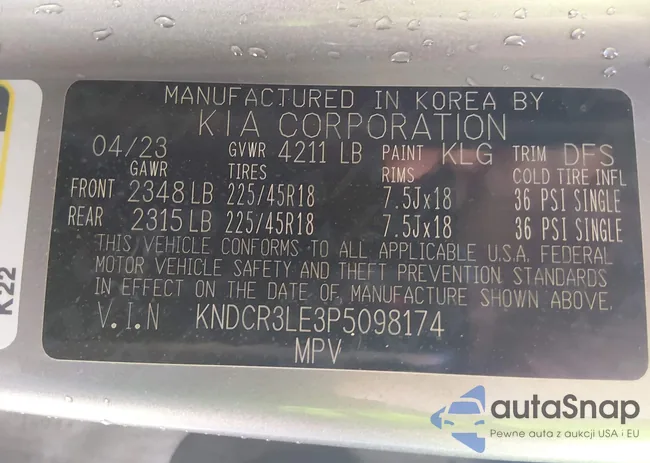 MANUFACTURED IN KOREA BY
KIA CORPORATION
04/23 GVWR 4211 LB PAINT KLG TRIM DFS
GAWR TIRES RIMS COLD TIRE INFL
FRONT 2348 LB 225/45R18 7.5Jx18 36 PSI SINGLE
REAR 2315 LB 225/45R18 7.5Jx18 36 PSI SINGLE
THIS VEHICLE CONFORMS TO ALL APPLICABLE U.S.A. FEDERAL
MOTOR VEHICLE SAFETY AND THEFT PREVENTION STANDARDS
IN EFFECT ON THE DATE OF MANUFACTURE SHOWN ABOVE.
V.I.N KNDCR3LE3P5098174
MPV
K22
autaSnap
Pewne auta z aukcji USA i EU